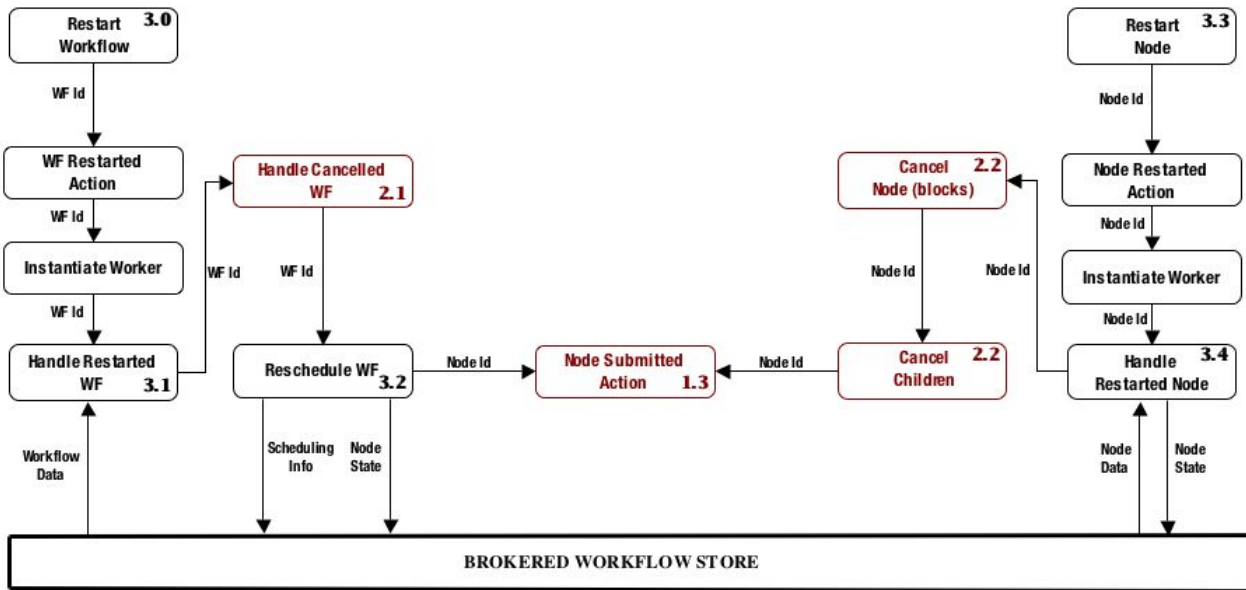 Restart 3.0
Workflow
Restart 3.3
Node
WF Id
Node Id
WF Restarted
Action
Handle Cancelled
WF 2.1
Cancel 2.2
Node (blocks)
Node Restarted
Action
WF Id
Node Id
Instantiate Worker
WF Id
WF Id
Node Id
Node Id
Instantiate Worker
WF Id
Node Id
Handle Restarted
WF 3.1
Reschedule WF 3.2
Node Id
Node Submitted
Action 1.3
Node Id
Cancel 2.2
Children
Handle 3.4
Restarted Node
Workflow
Data
Scheduling
Info
Node
State
Node
Data
Node
State
BROKERED WORKFLOW STORE